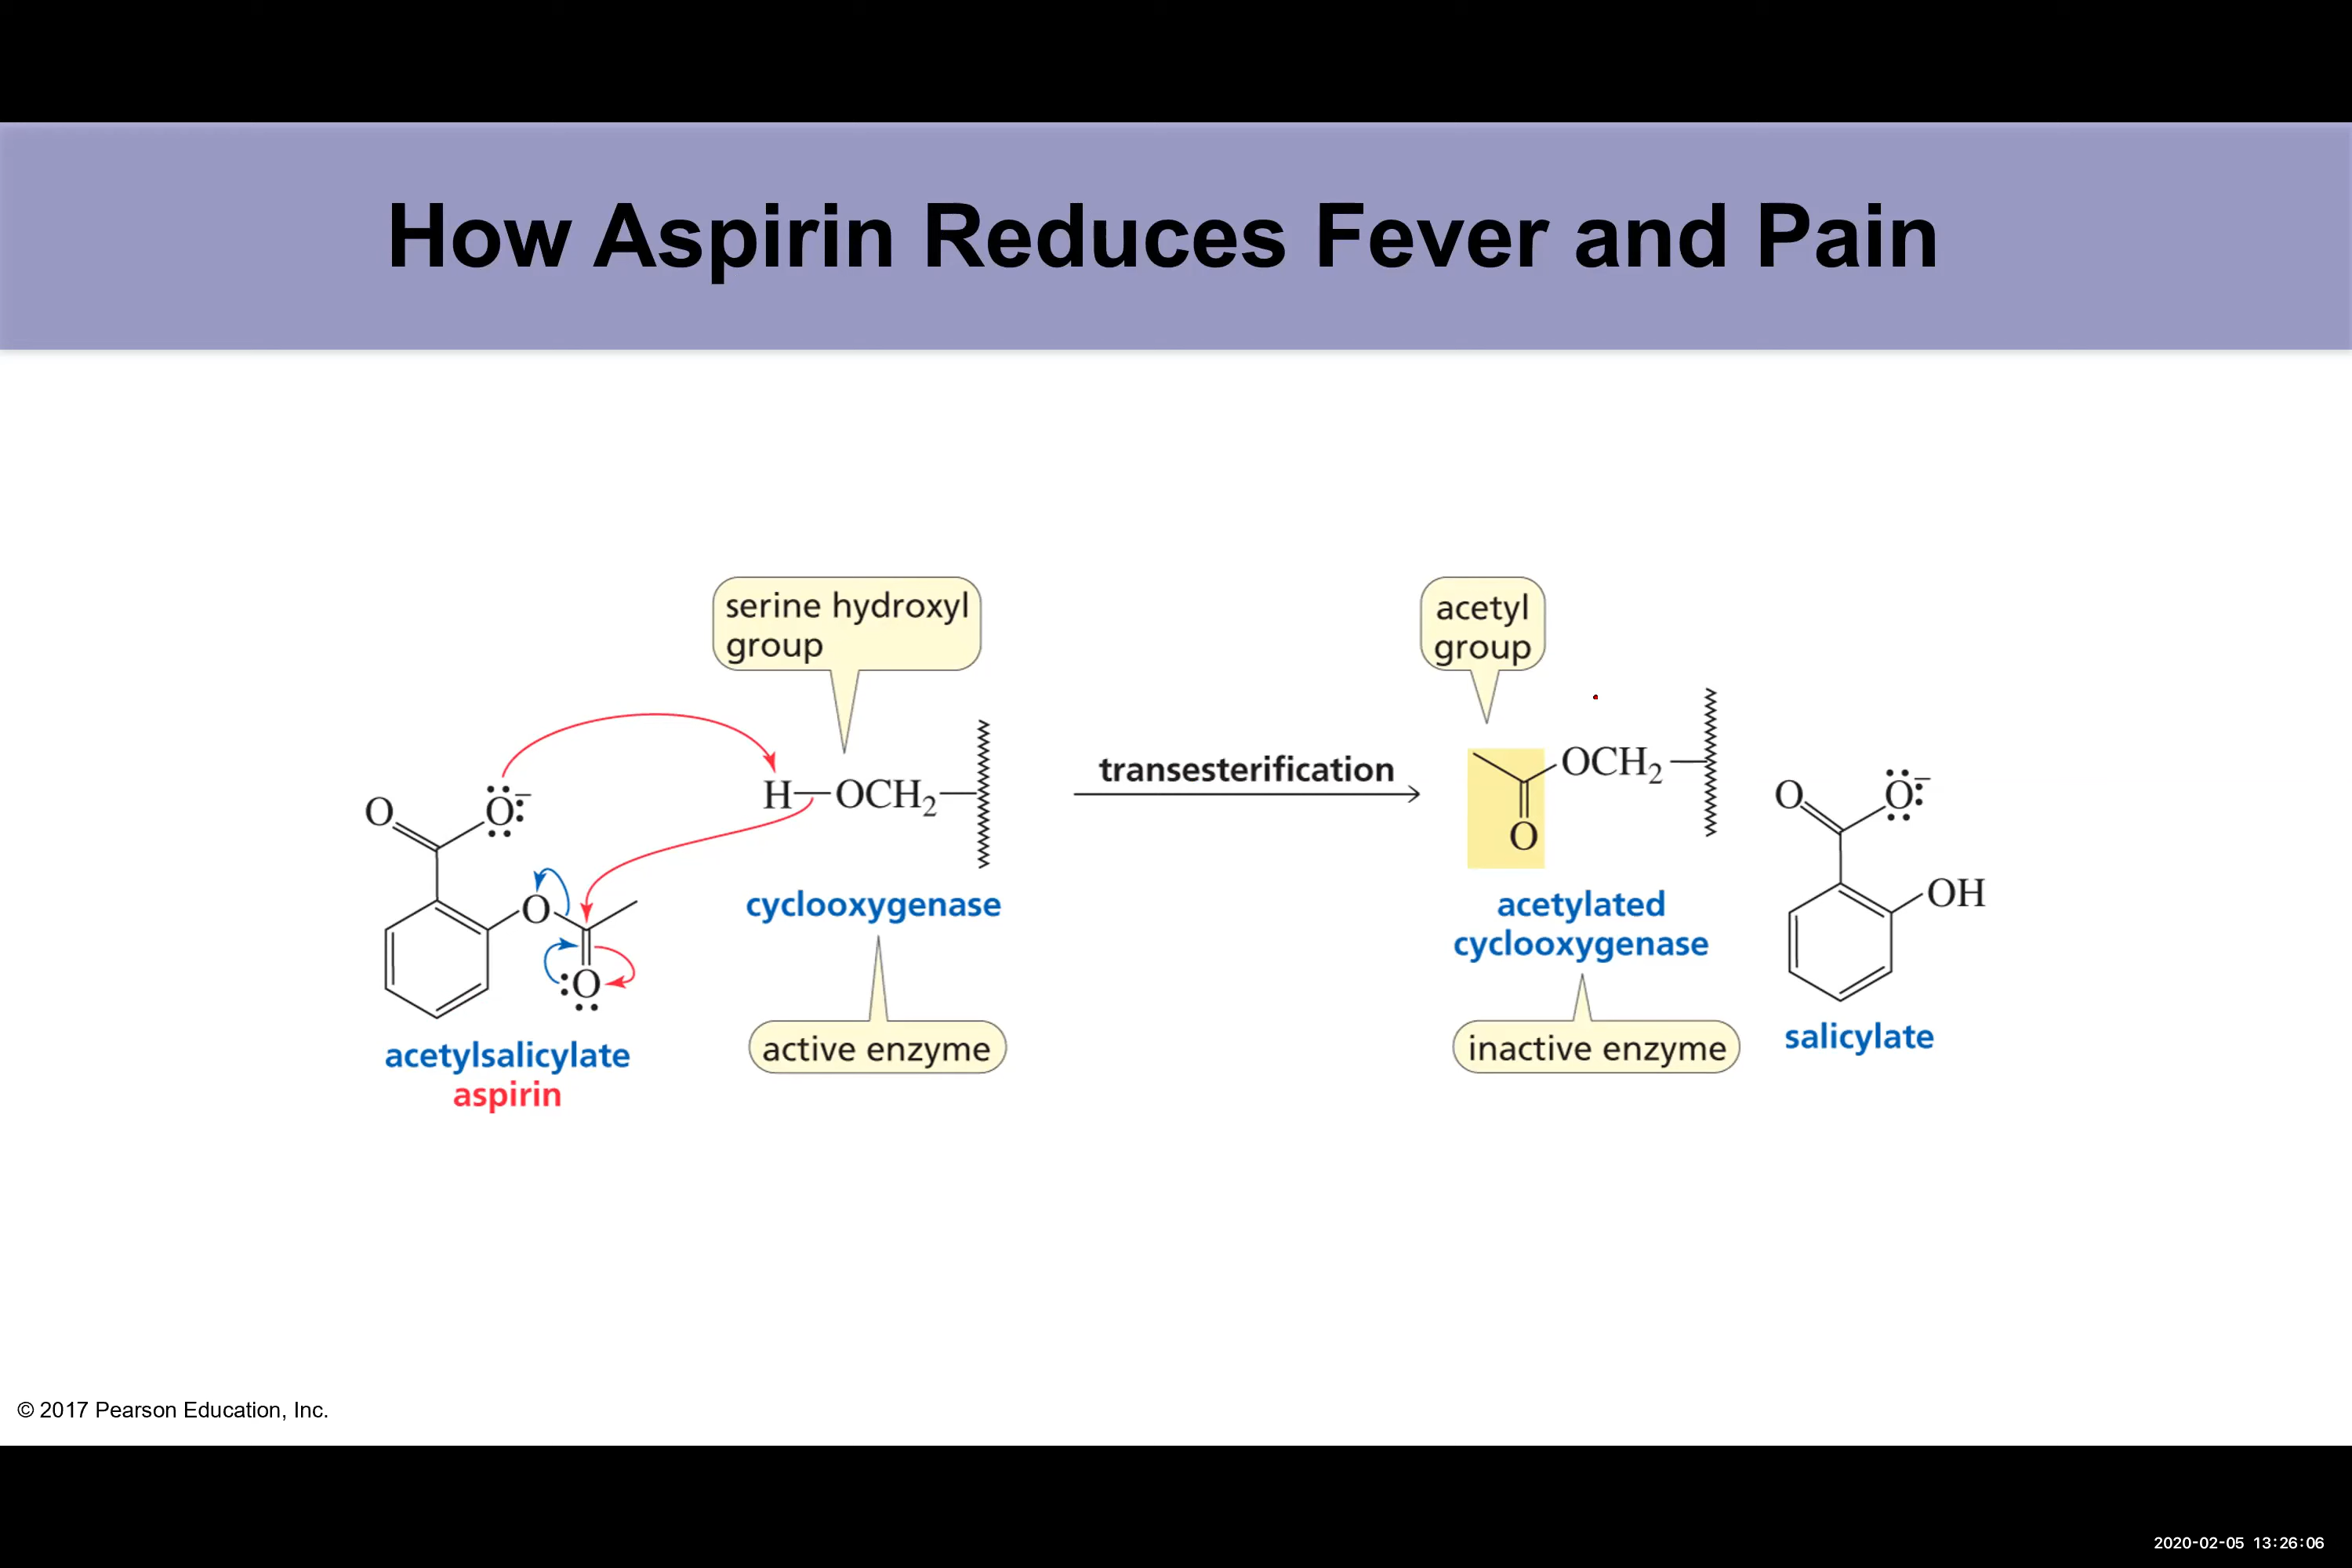 How Aspirin Reduces Fever and Pain
serine hydroxyl
group
acetyl
group
O
O
H—OCH2
transesterification
OCH2
O
O
O
O
O
OH
cyclooxygenase
acetylated
cyclooxygenase
active enzyme
inactive enzyme
acetylsalicylate
aspirin
salicylate
© 2017 Pearson Education, Inc.
2020-02-05 13:26:06